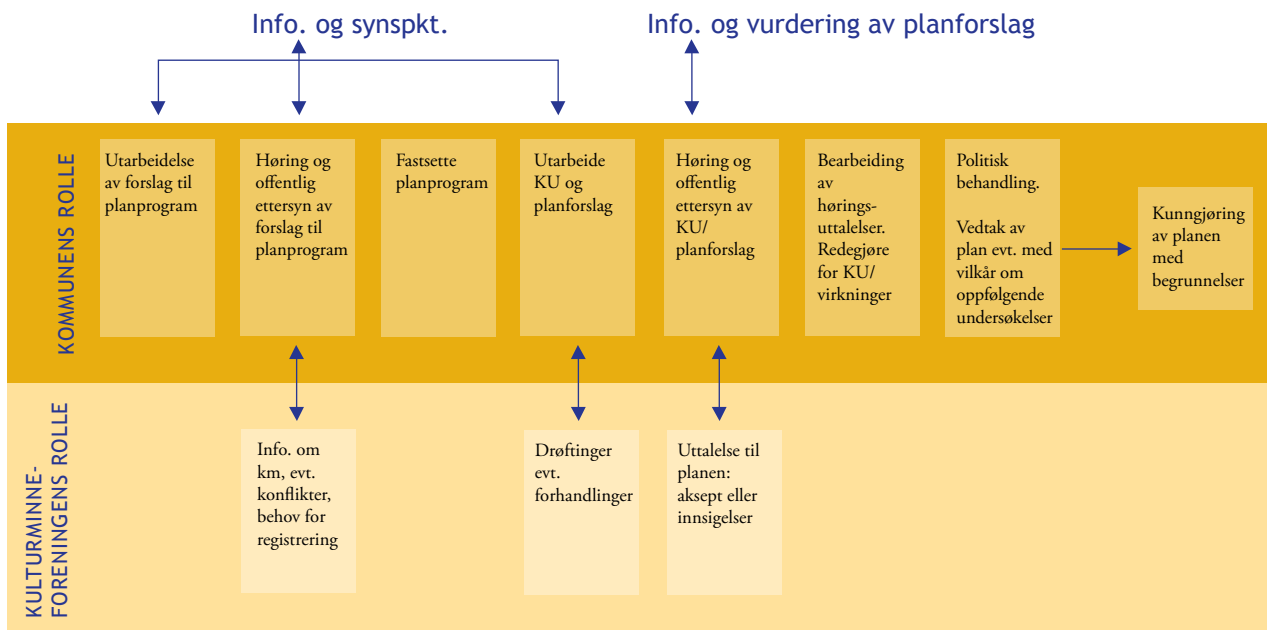 Info. og synspkt.
Info. og vurdering av planforslag
KOMMUNENS ROLLE
Utarbeidelse
av forslag til
planprogram
Høring og
offentlig
ettersyn av
forslag til
planprogram
Fastsette
planprogram
Utarbeide
KU og
planforslag
Høring og
offentlig
ettersyn av
KU/
planforslag
Bearbeiding
av
hørings-
uttalelser.
Redegjøre
for KU/
virkninger
Politisk
behandling.
Vedtak av
plan evt. med
vilkår om
oppfølgende
undersøkelser
Kunngjøring
av planen
med
begrunnelser
KULTURMINNE-
FORENINGENS ROLLE
Info. om
km, evt.
konflikter,
behov for
registrering
Drøftinger
evt.
forhandlinger
Uttalelse til
planen:
aksept eller
innsigelser